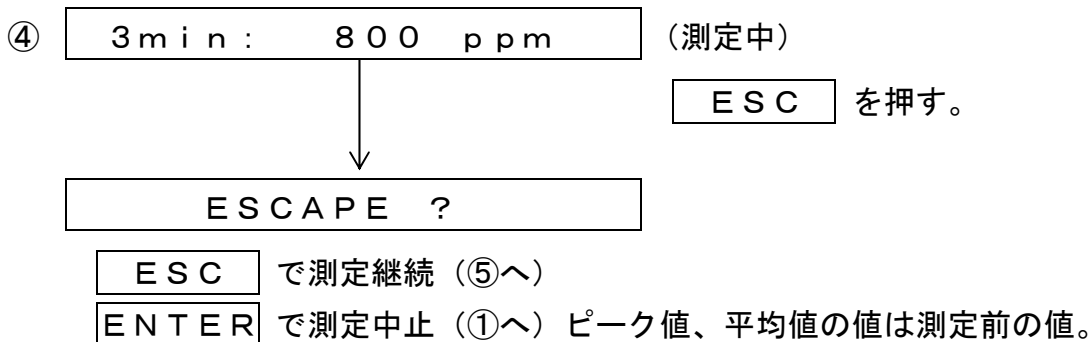 ④ 3min: 800 ppm (測定中)
ESC を押す。
ESCAPE ?
ESC で測定継続（⑤へ）
ENTER で測定中止（①へ）ピーク値、平均値の値は測定前の値。